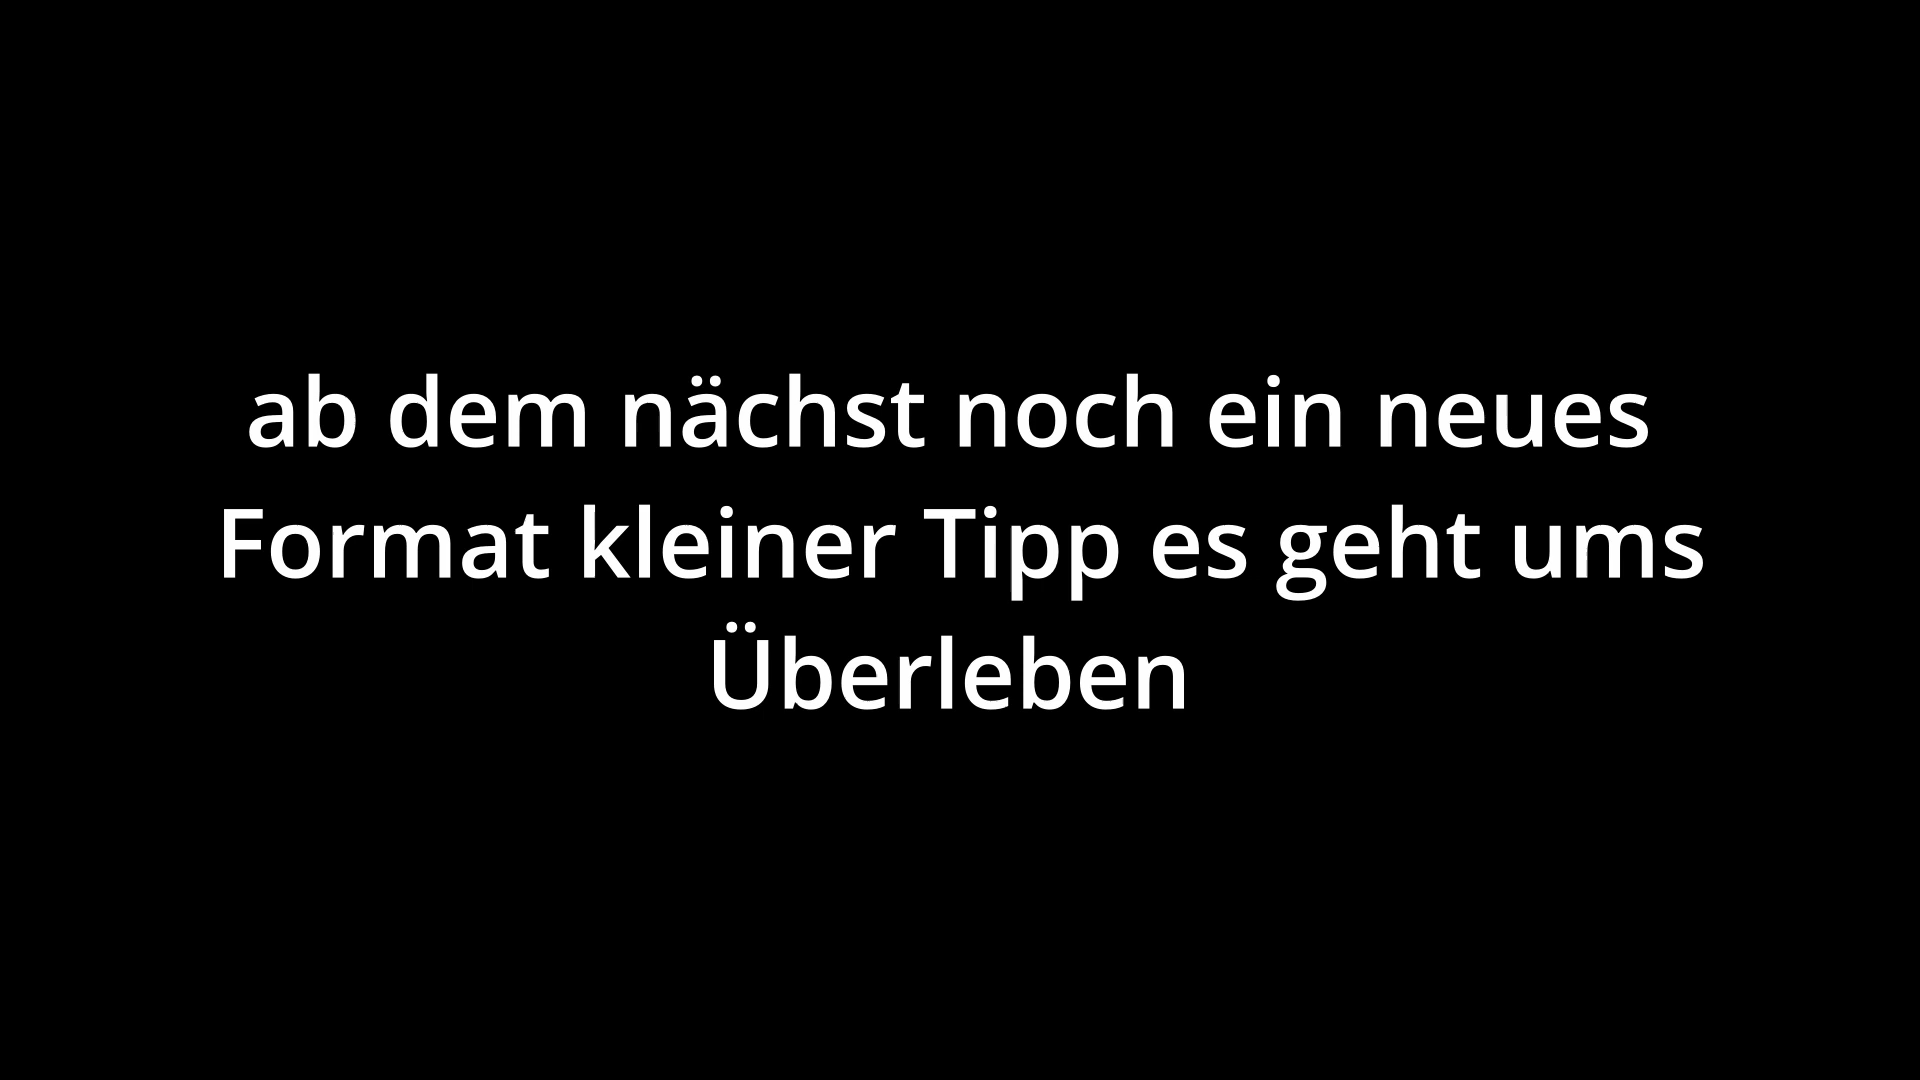 ab dem nächst noch ein neues
Format kleiner Tipp es geht ums
Überleben